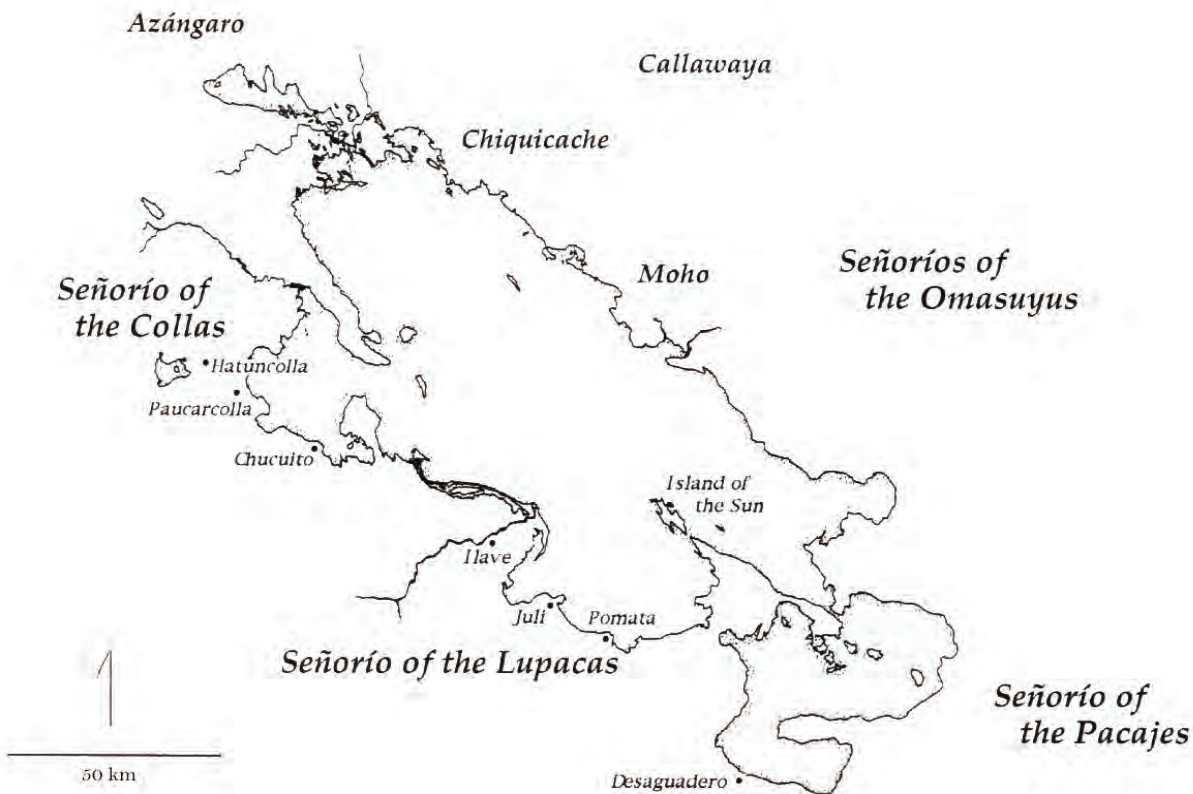 Azángaro
Callawaya
Chiquicache
Moho
Señoríos of
the Omasuyus
Señorío of
the Collas
Hatuncolla
Paucarcolla
Chucuito
Island of
the Sun
Ilave
Juli
Pomata
Señorío of the Lupacas
Señorío of
the Pacajes
50 km
Desaguadero